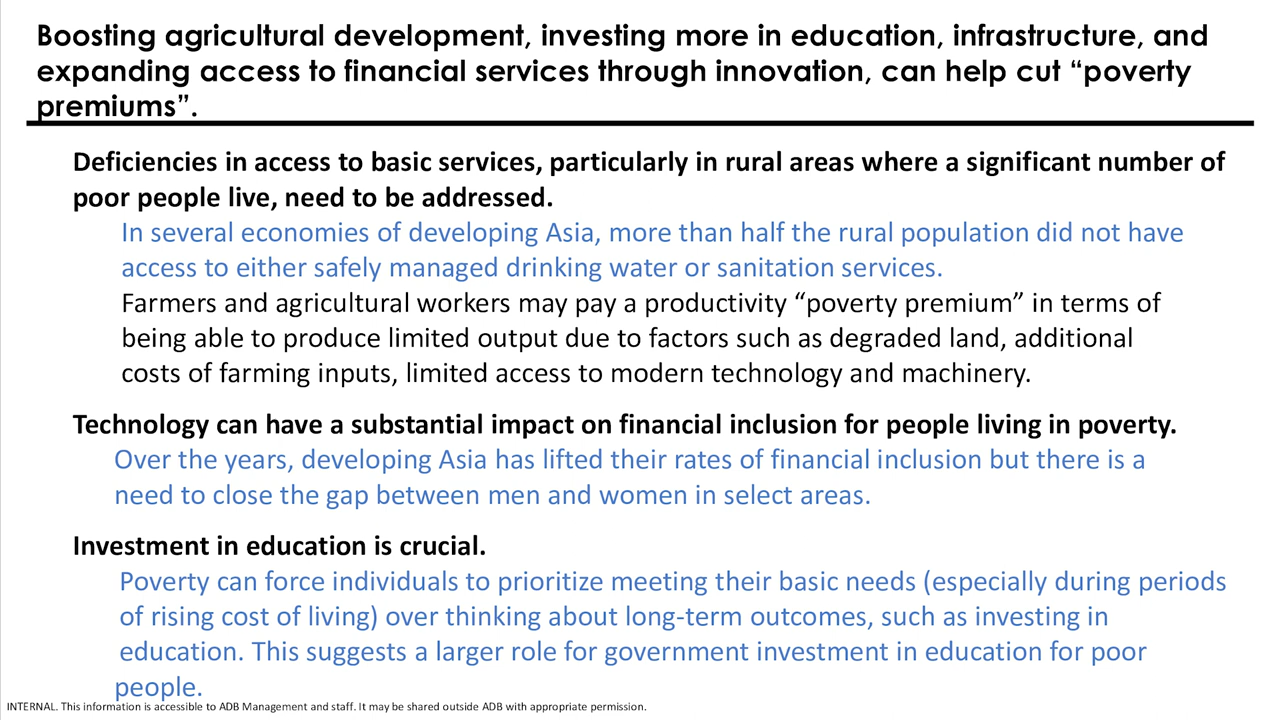 Boosting agricultural development, investing more in education, infrastructure, and
expanding access to financial services through innovation, can help cut “poverty
premiums”.
Deficiencies in access to basic services, particularly in rural areas where a significant number of
poor people live, need to be addressed.
In several economies of developing Asia, more than half the rural population did not have
access to either safely managed drinking water or sanitation services.
Farmers and agricultural workers may pay a productivity “poverty premium” in terms of
being able to produce limited output due to factors such as degraded land, additional
costs of farming inputs, limited access to modern technology and machinery.
Technology can have a substantial impact on financial inclusion for people living in poverty.
Over the years, developing Asia has lifted their rates of financial inclusion but there is a
need to close the gap between men and women in select areas.
Investment in education is crucial.
Poverty can force individuals to prioritize meeting their basic needs (especially during periods
of rising cost of living) over thinking about long-term outcomes, such as investing in
education. This suggests a larger role for government investment in education for poor
people.
INTERNAL. This information is accessible to ADB Management and staff. It may be shared outside ADB with appropriate permission.